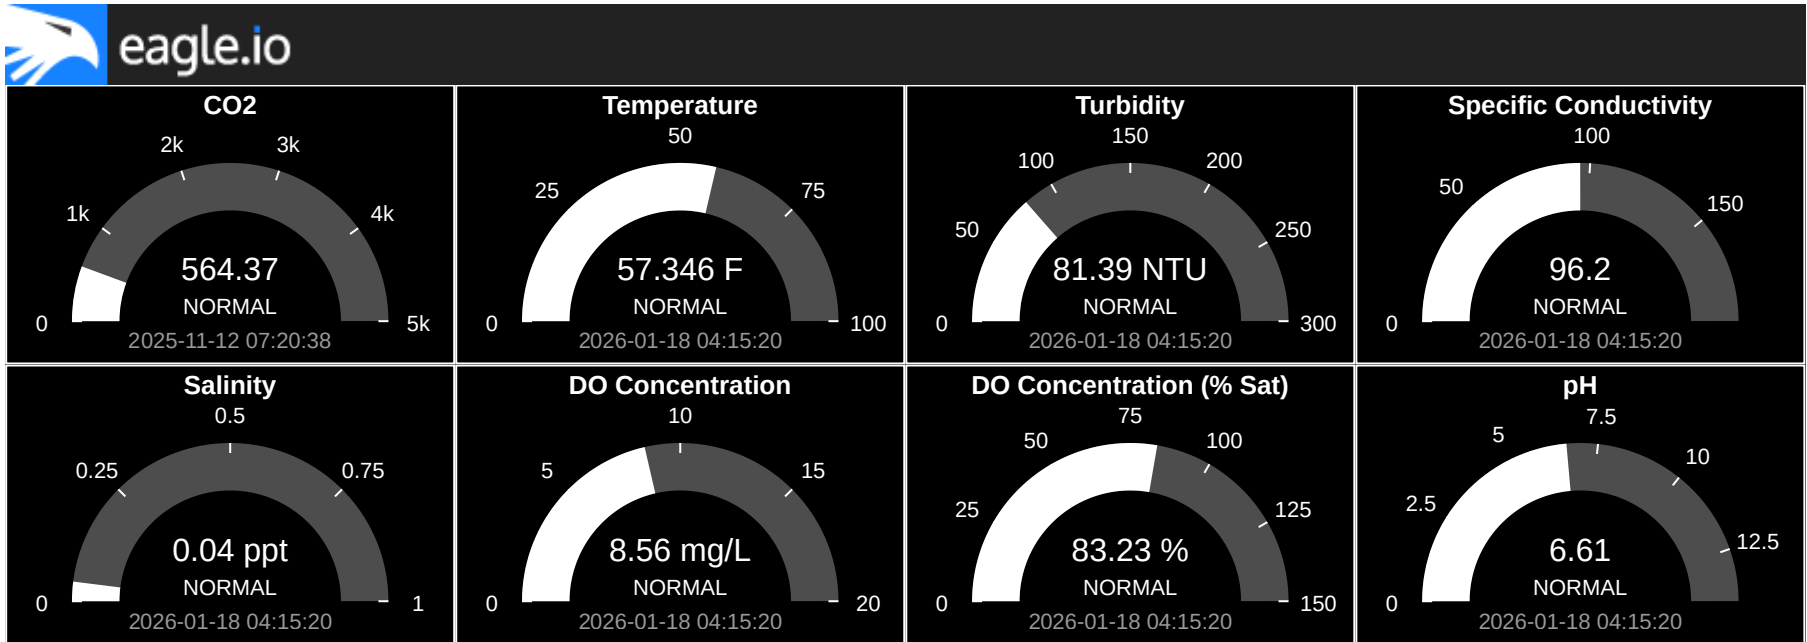 eagle.io
CO2
0
1k
2k
3k
4k
5k
564.37
NORMAL
2025-11-12 07:20:38
Temperature
0
25
50
75
100
57.346 F
NORMAL
2026-01-18 04:15:20
Turbidity
0
50
100
150
200
250
300
81.39 NTU
NORMAL
2026-01-18 04:15:20
Specific Conductivity
0
50
100
150
96.2
NORMAL
2026-01-18 04:15:20
Salinity
0
0.25
0.5
0.75
1
0.04 ppt
NORMAL
2026-01-18 04:15:20
DO Concentration
0
5
10
15
20
8.56 mg/L
NORMAL
2026-01-18 04:15:20
DO Concentration (% Sat)
0
25
50
75
100
125
150
83.23 %
NORMAL
2026-01-18 04:15:20
pH
0
2.5
5
7.5
10
12.5
6.61
NORMAL
2026-01-18 04:15:20